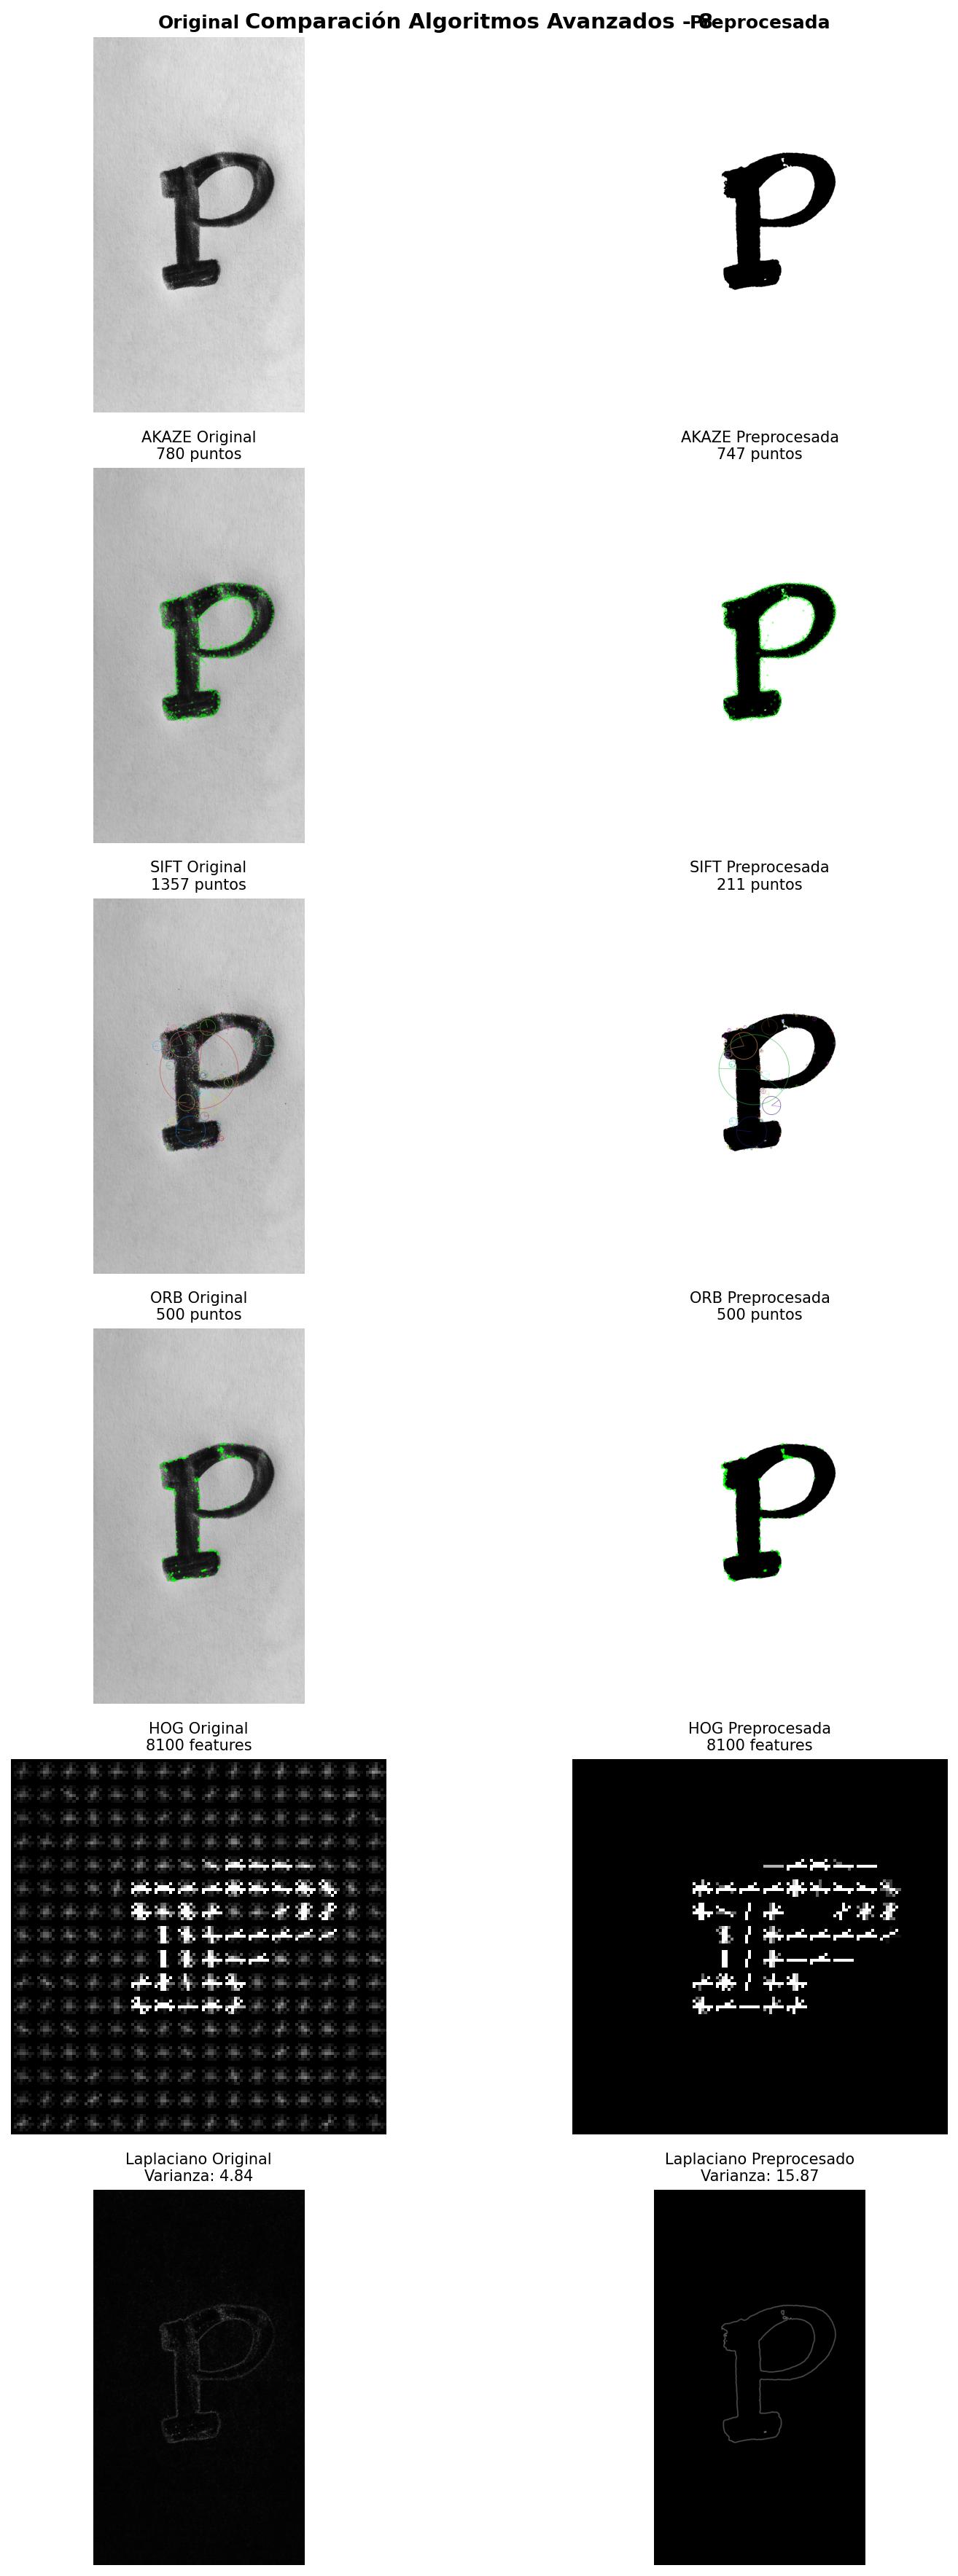 Comparación Algoritmos Avanzados - 8
Original Preprocesada
P P
AKAZE Original AKAZE Preprocesada
780 puntos 747 puntos
P P
SIFT Original SIFT Preprocesada
1357 puntos 211 puntos
P P
ORB Original ORB Preprocesada
500 puntos 500 puntos
P P
HOG Original HOG Preprocesada
8100 features 8100 features
Laplaciano Original Laplaciano Preprocesado
Varianza: 4.84 Varianza: 15.87
P P